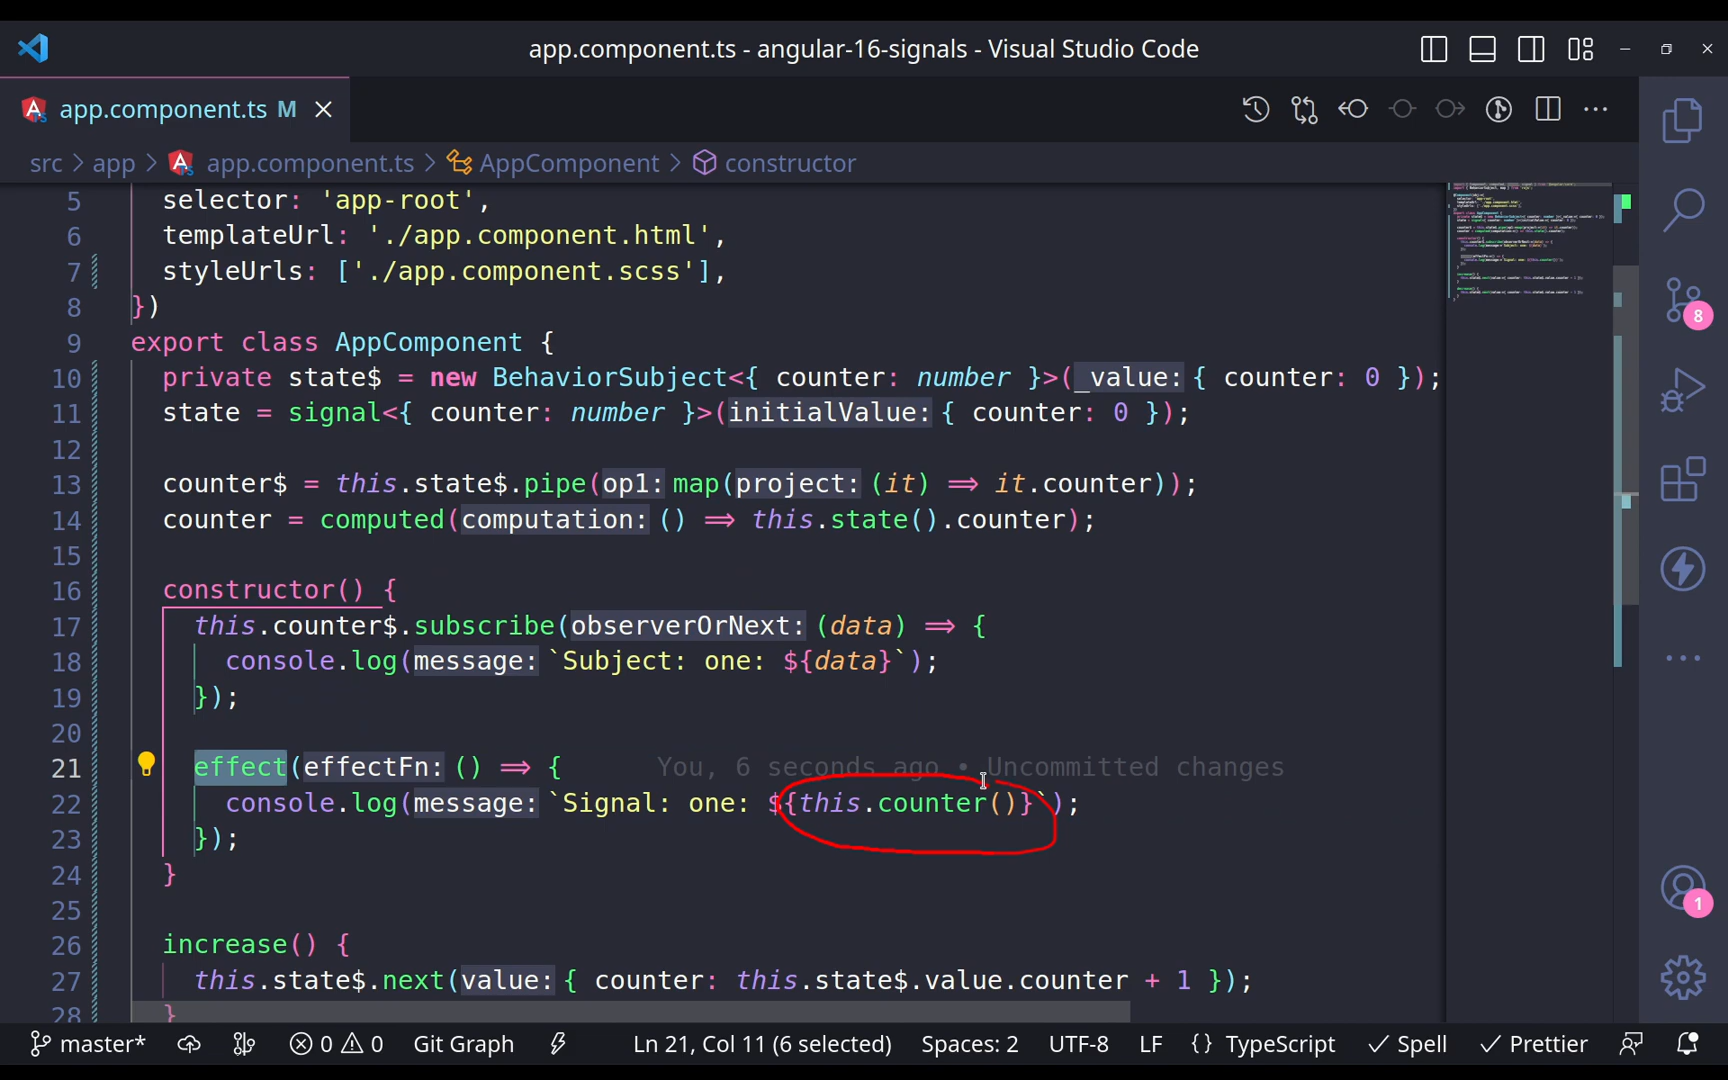 app.component.ts - angular-16-signals - Visual Studio Code
app.component.ts M
src > app > app.component.ts > AppComponent > constructor
5 selector: 'app-root',
6 templateUrl: './app.component.html',
7 styleUrls: ['./app.component.scss'],
8 })
9 export class AppComponent {
10 private state$ = new BehaviorSubject<{ counter: number }>(_value: { counter: 0 });
11 state = signal<{ counter: number }>(initialValue: { counter: 0 });
12
13 counter$ = this.state$.pipe(op1: map(project: (it) => it.counter));
14 counter = computed(computation: () => this.state().counter);
15
16 constructor() {
17 this.counter$.subscribe(observerOrNext: (data) => {
18 console.log(message: `Subject: one: ${data}`);
19 });
20
21 effect(effectFn: () => { You, 6 seconds ago • Uncommitted changes
22 console.log(message: `Signal: one: ${this.counter()}`);
23 });
24 }
25
26 increase() {
27 this.state$.next(value: { counter: this.state$.value.counter + 1 });
28 }
8
1
master* 0 0 Git Graph Ln 21, Col 11 (6 selected) Spaces: 2 UTF-8 LF {} TypeScript ✓ Spell ✓ Prettier